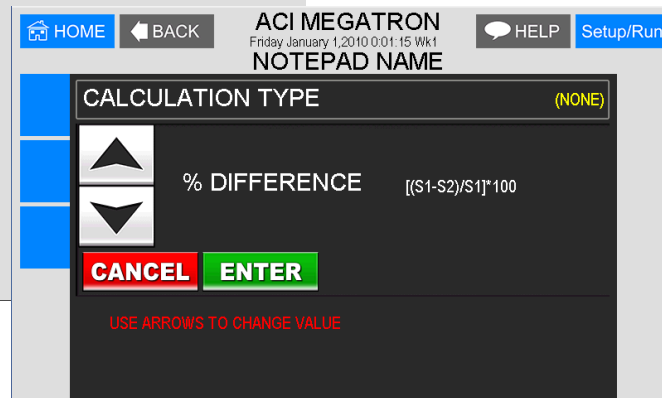 HOME
BACK
ACI MEGATRON
Friday January 1,2010 0:01:15 Wk1
NOTEPAD NAME
HELP
Setup/Run
CALCULATION TYPE
(NONE)
% DIFFERENCE
[(S1-S2)/S1]*100
CANCEL
ENTER
USE ARROWS TO CHANGE VALUE